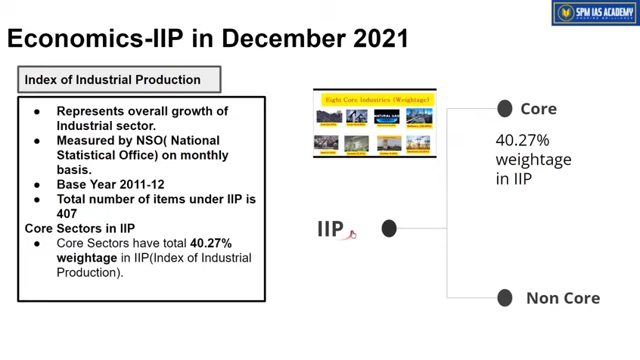 SPM IAS ACADEMY
Economics-IIP in December 2021
Index of Industrial Production
● Represents overall growth of
Industrial sector.
● Measured by NSO( National
Statistical Office) on monthly
basis.
● Base Year 2011-12
● Total number of items under IIP is
407
Core Sectors in IIP
● Core Sectors have total 40.27%
weightage in IIP(Index of Industrial
Production).
Eight Core Industries (Weightage)
NATURAL GAS
IIP
Core
40.27%
weightage
in IIP
Non Core